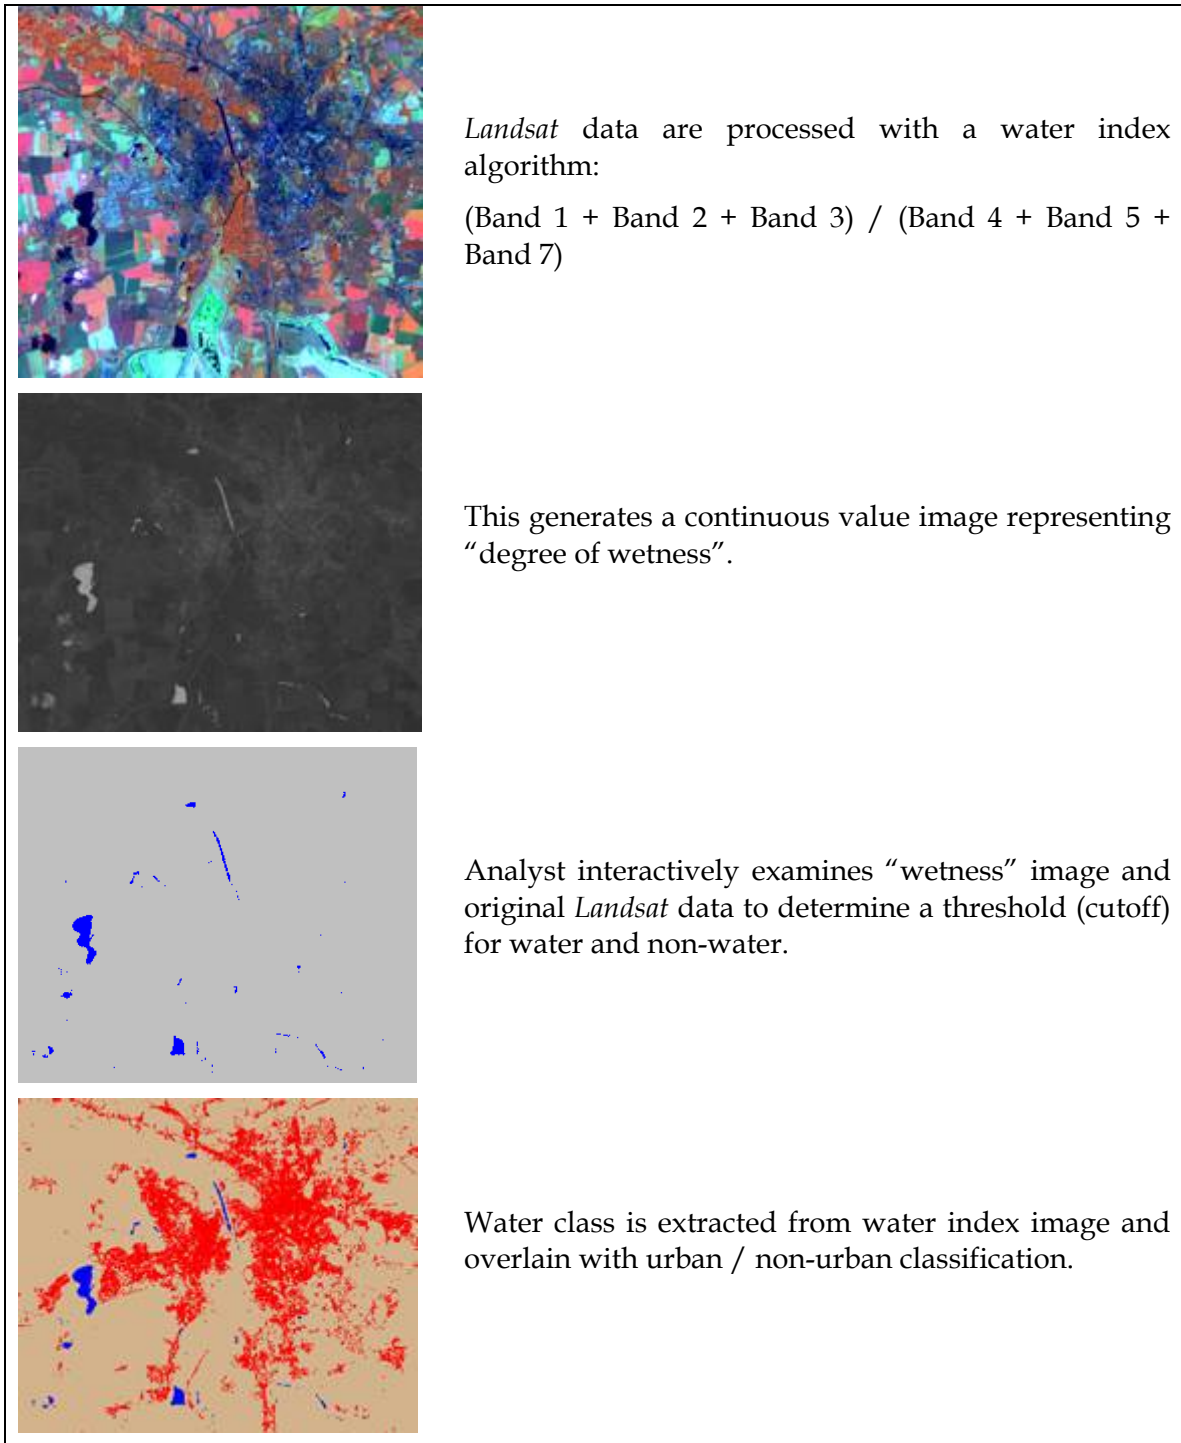 Landsat data are processed with a water index
algorithm:
(Band 1 + Band 2 + Band 3) / (Band 4 + Band 5 +
Band 7)
This generates a continuous value image representing
“degree of wetness”.
Analyst interactively examines “wetness” image and
original Landsat data to determine a threshold (cutoff)
for water and non-water.
Water class is extracted from water index image and
overlain with urban / non-urban classification.